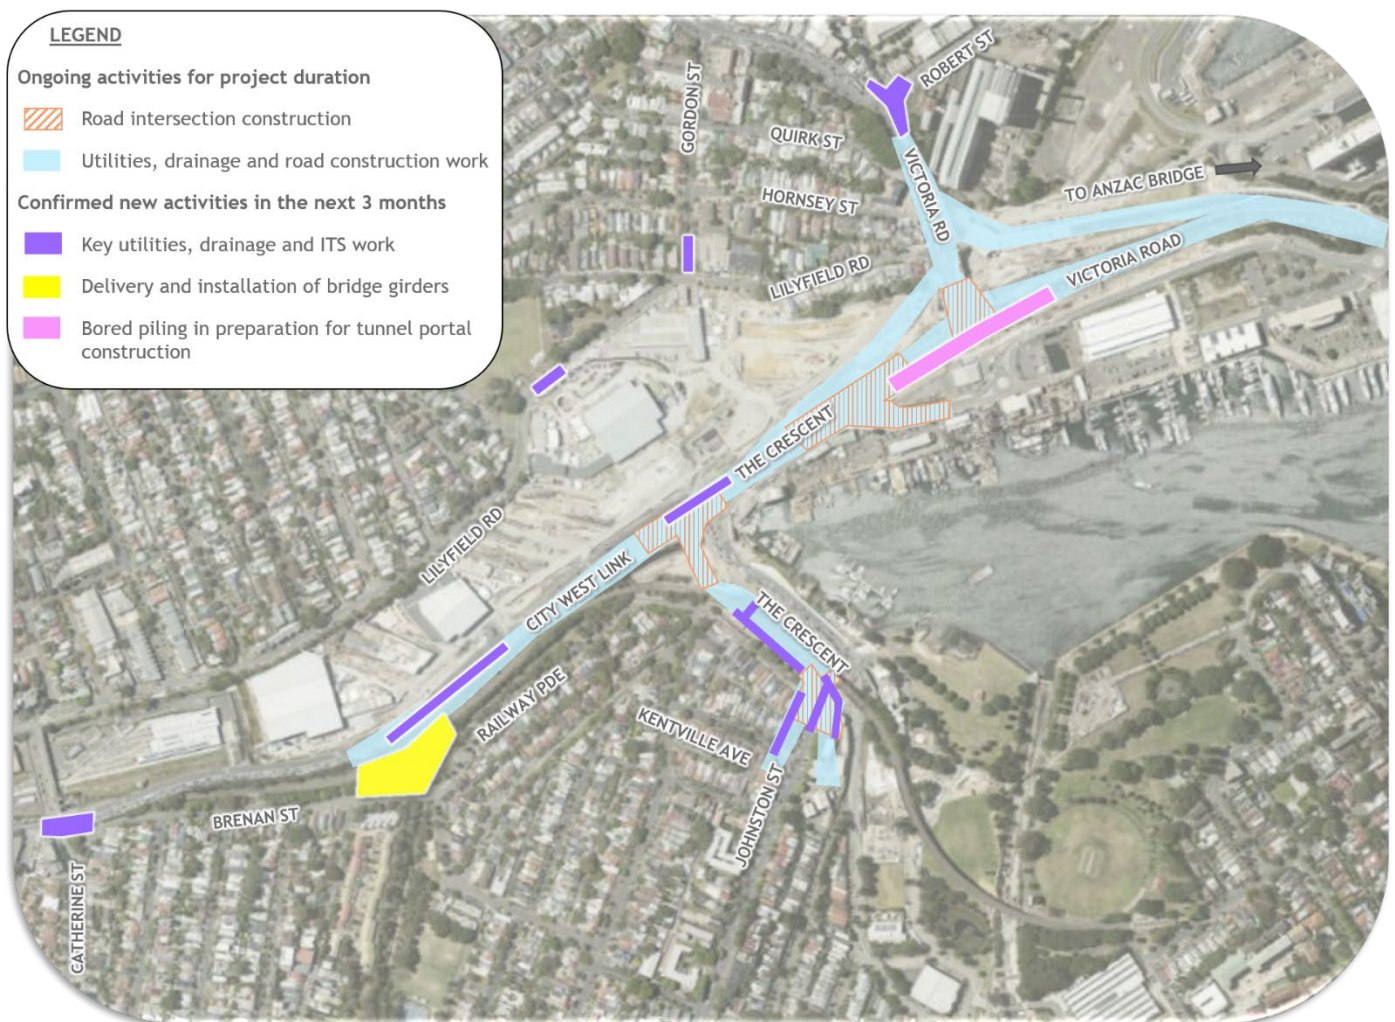 LEGEND
Ongoing activities for project duration
Road intersection construction
Utilities, drainage and road construction work
Confirmed new activities in the next 3 months
Key utilities, drainage and ITS work
Delivery and installation of bridge girders
Bored piling in preparation for tunnel portal
construction
ROBERT ST
GORDON ST
QUIRK ST
VICTORIA RD
TO ANZAC BRIDGE
HORNSEY ST
VICTORIA ROAD
LILYFIELD RD
THE CRESCENT
LILYFIELD RD
CITY WEST LINK
THE CRESCENT
RAILWAY PDE
KENTVILLE AVE
JOHNSTON ST
BRENAN ST
CATHERINE ST